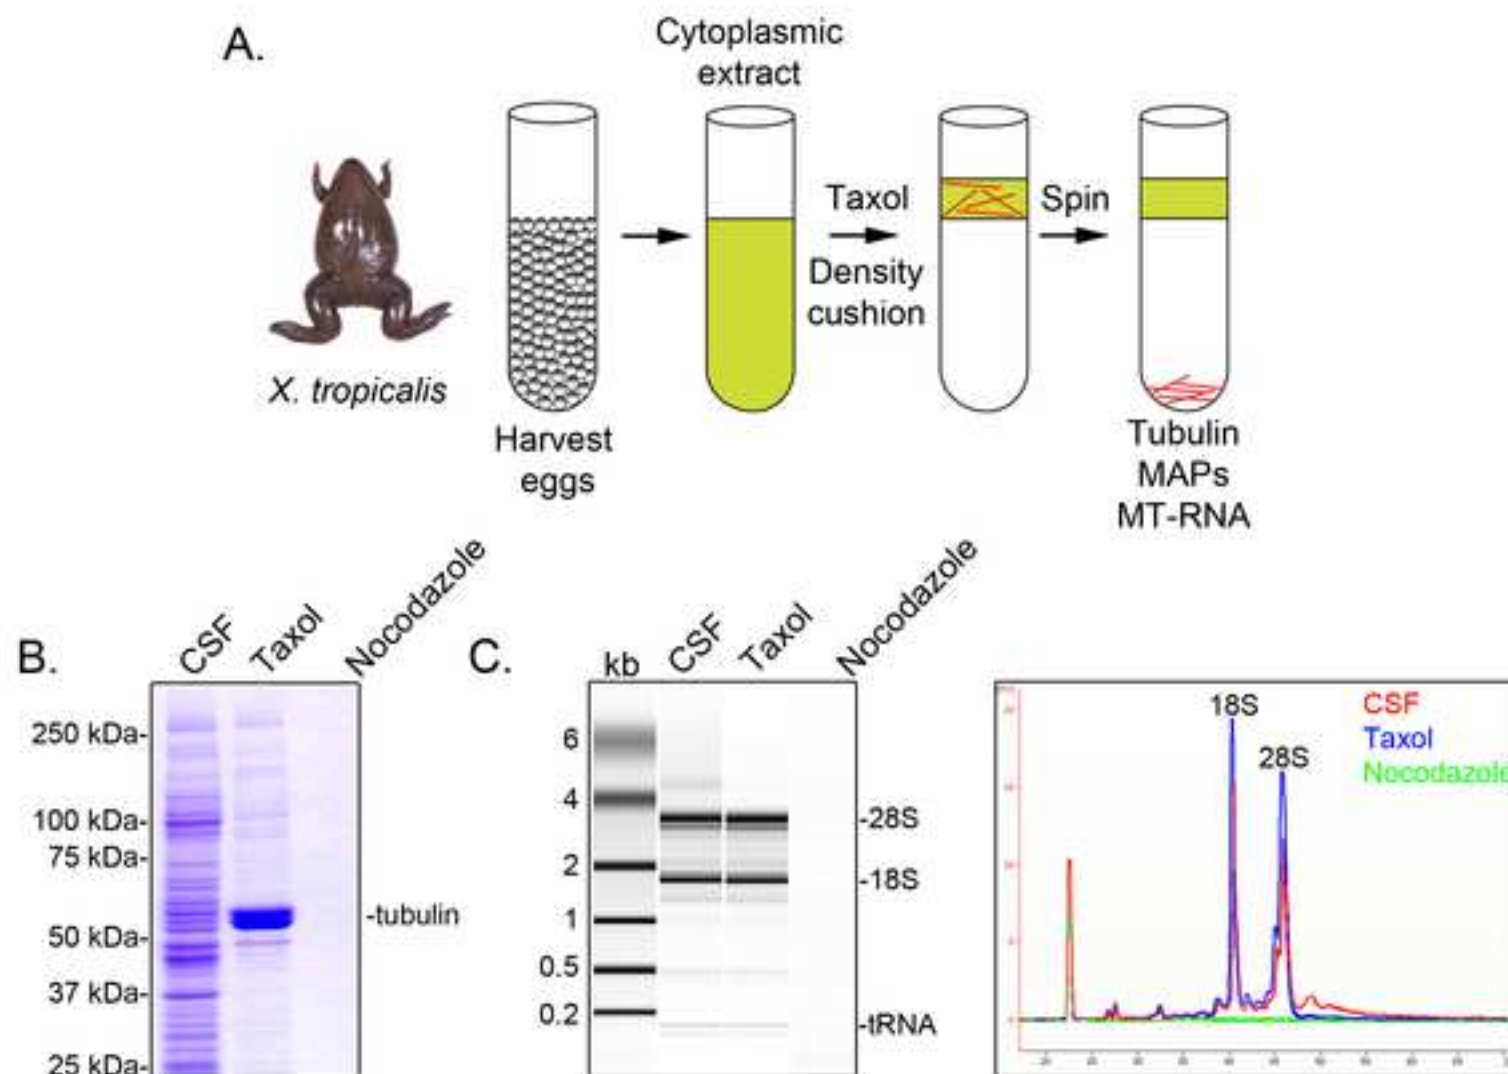 A.
Cytoplasmic
extract
Taxol
Density
cushion
Spin
X. tropicalis
Harvest
eggs
Tubulin
MAPs
MT-RNA
B.
CSF
Taxol
Nocodazole
250 kDa-
100 kDa-
75 kDa-
50 kDa-
37 kDa-
25 kDa-
-tubulin
C.
kb
CSF
Taxol
Nocodazole
6
4
2
1
0.5
0.2
-28S
-18S
-tRNA
18S
28S
CSF
Taxol
Nocodazole